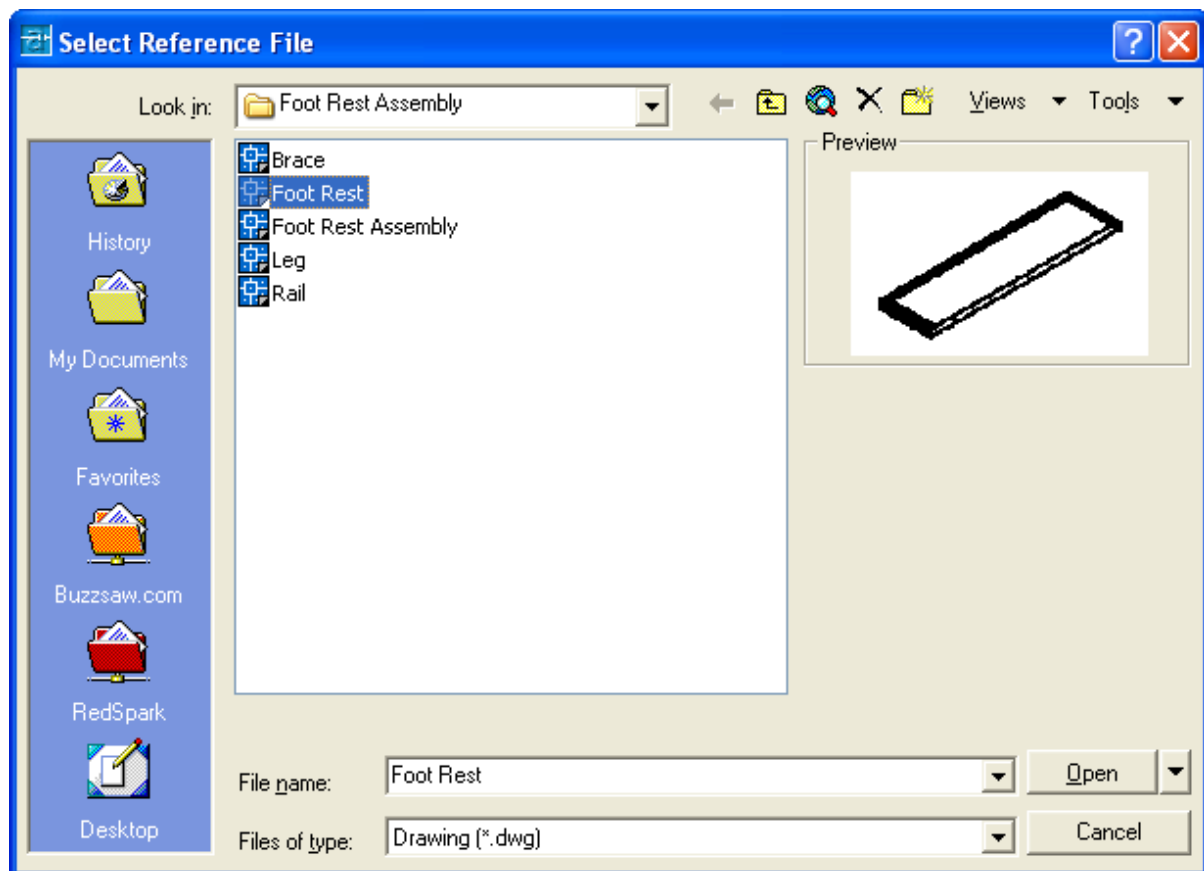 Select Reference File
Look in: Foot Rest Assembly Views Tools
Brace
Foot Rest
Foot Rest Assembly
Leg
Rail
Preview
History
My Documents
Favorites
Buzzsaw.com
RedSpark
Desktop
File name: Foot Rest Open
Files of type: Drawing (*.dwg) Cancel